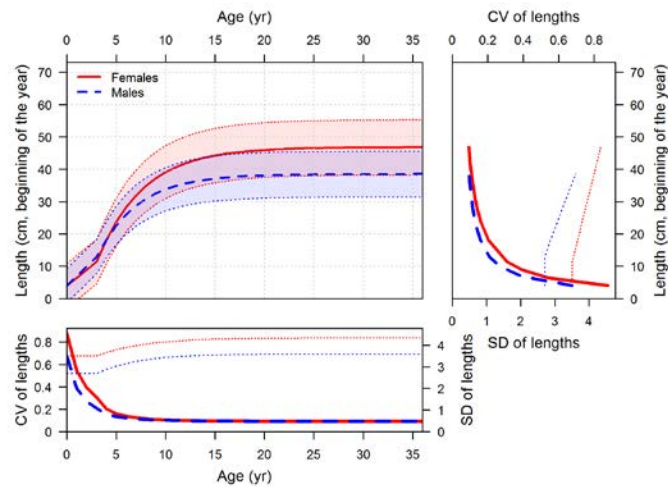 Age (yr)
0 5 10 15 20 25 30 35
Length (cm, beginning of the year)
70
60
50
40
30
20
10
0
Females
Males
CV of lengths
0 0.2 0.4 0.6 0.8
70
60
50
40
30
20
10
0
Length (cm, beginning of the year)
0 1 2 3 4
SD of lengths
CV of lengths
0.8
0.6
0.4
0.2
0
4
3
2
1
0
SD of lengths
0 5 10 15 20 25 30 35
Age (yr)